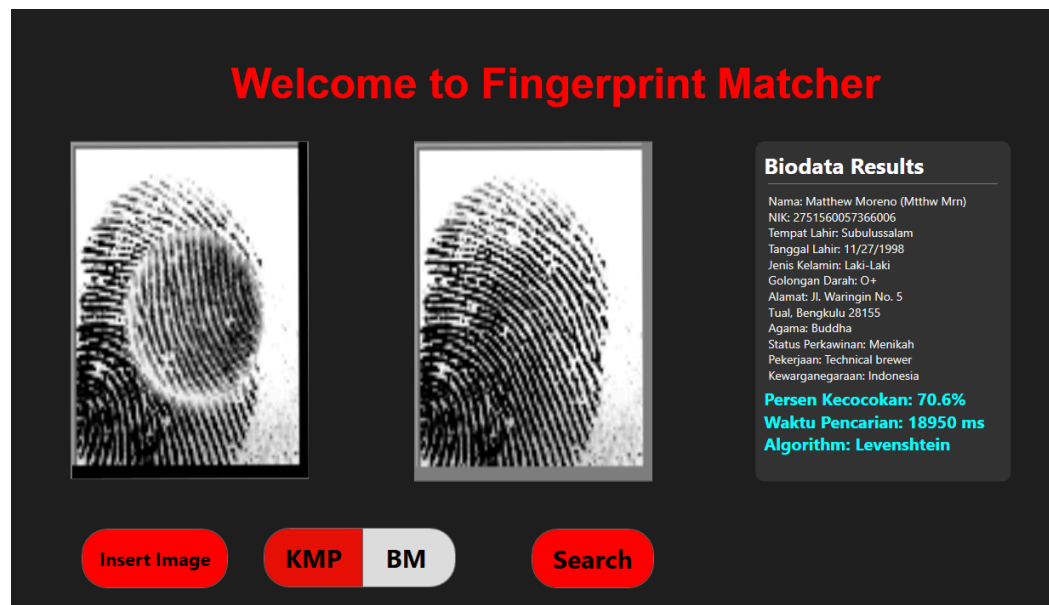 Welcome to Fingerprint Matcher
Biodata Results
Nama: Matthew Moreno (Mtthw Mrn)
NIK: 2751560057366006
Tempat Lahir: Subulussalam
Tanggal Lahir: 11/27/1998
Jenis Kelamin: Laki-Laki
Golongan Darah: O+
Alamat: Jl. Waringin No. 5
Tual, Bengkulu 28155
Agama: Buddha
Status Perkawinan: Menikah
Pekerjaan: Technical brewer
Kewarganegaraan: Indonesia
Persen Kecocokan: 70.6%
Waktu Pencarian: 18950 ms
Algorithm: Levenshtein
Insert Image
KMP BM
Search